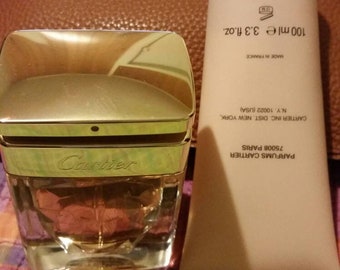 Cartier
PARFUMS CARTIER
75008 PARIS
CARTIER INC. DIST. NEW YORK,
N.Y. 10022 (USA)
MADE IN FRANCE
100 ml e 3.3 fl.oz.